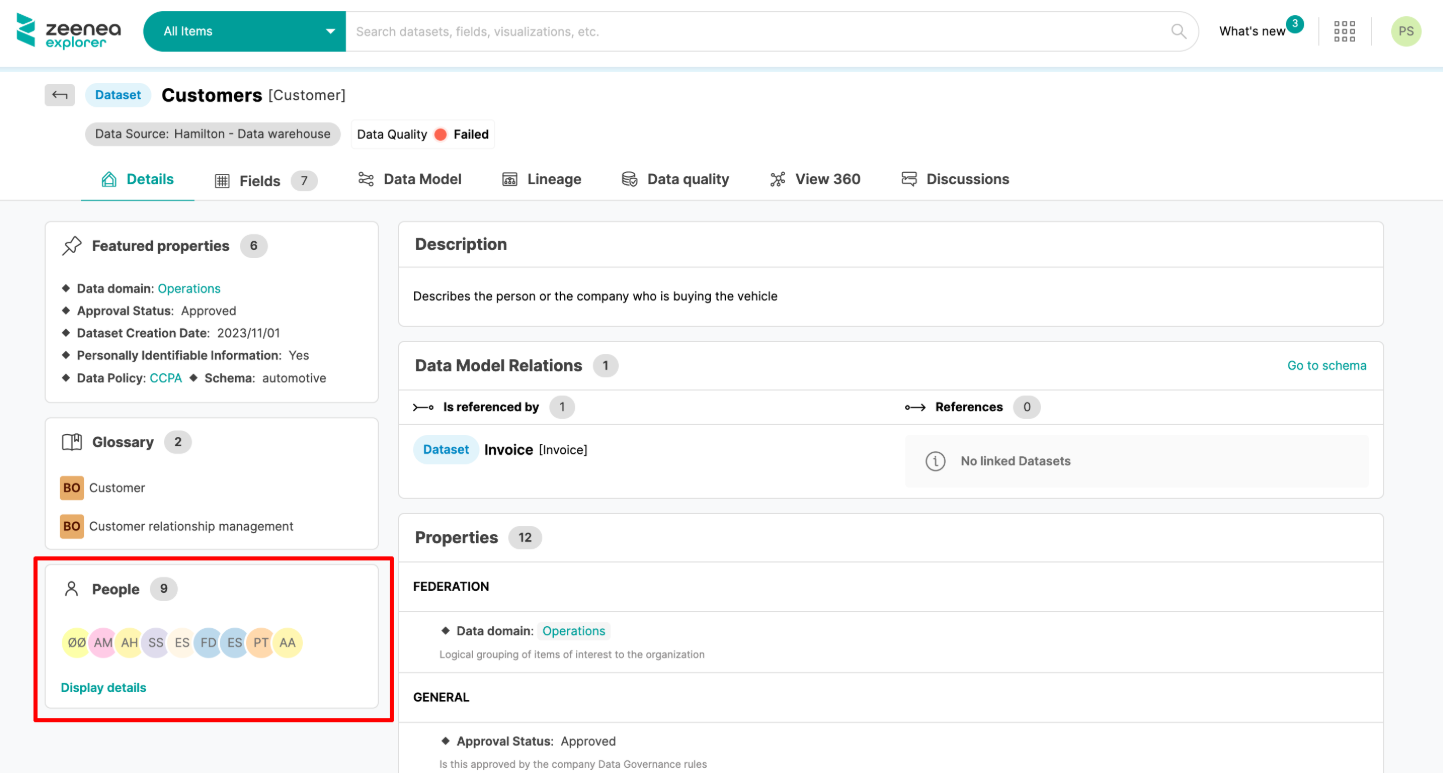 zeenea
explorer
All Items
Search datasets, fields, visualizations, etc.
What's new
3
PS
Dataset
Customers [Customer]
Data Source: Hamilton - Data warehouse
Data Quality Failed
Details
Fields 7
Data Model
Lineage
Data quality
View 360
Discussions
Featured properties 6
◆ Data domain: Operations
◆ Approval Status: Approved
◆ Dataset Creation Date: 2023/11/01
◆ Personally Identifiable Information: Yes
◆ Data Policy: CCPA ◆ Schema: automotive
Glossary 2
BO Customer
BO Customer relationship management
People 9
ØØ AM AH SS ES FD ES PT AA
Display details
Description
Describes the person or the company who is buying the vehicle
Data Model Relations 1
Go to schema
Is referenced by 1
References 0
Dataset Invoice [Invoice]
No linked Datasets
Properties 12
FEDERATION
◆ Data domain: Operations
Logical grouping of items of interest to the organization
GENERAL
◆ Approval Status: Approved
Is this approved by the company Data Governance rules